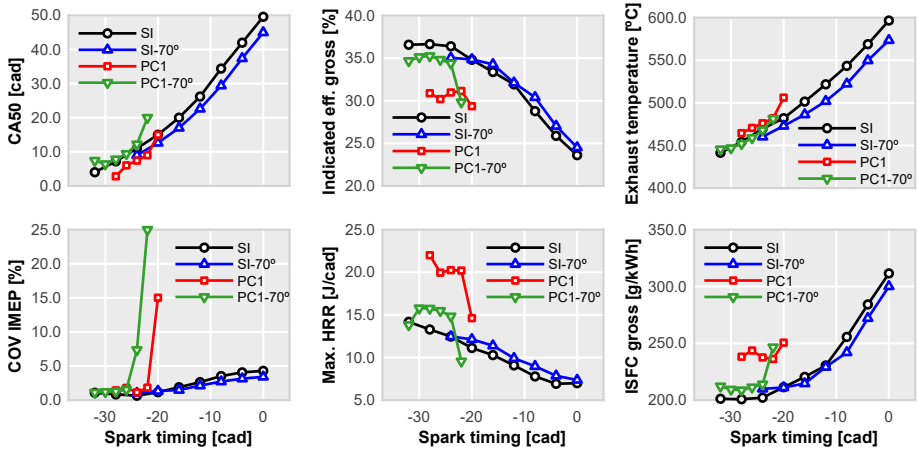 CA50 [cad]
50.0
40.0
30.0
20.0
10.0
0.0
SI
SI-70º
PC1
PC1-70º
Indicated eff. gross [%]
40.0
35.0
30.0
25.0
20.0
SI
SI-70º
PC1
PC1-70º
Exhaust temperature [ºC]
600.0
500.0
450.0
400.0
SI
SI-70º
PC1
PC1-70º
COV IMEP [%]
25.0
20.0
15.0
10.0
5.0
0.0
SI
SI-70º
PC1
PC1-70º
-30
-20
-10
0
Spark timing [cad]
Max. HRR [J/cad]
25.0
20.0
15.0
10.0
5.0
SI
SI-70º
PC1
PC1-70º
-30
-20
-10
0
Spark timing [cad]
ISFC gross [g/kWh]
350
300
250
200.0
SI
SI-70º
PC1
PC1-70º
-30
-20
-10
0
Spark timing [cad]